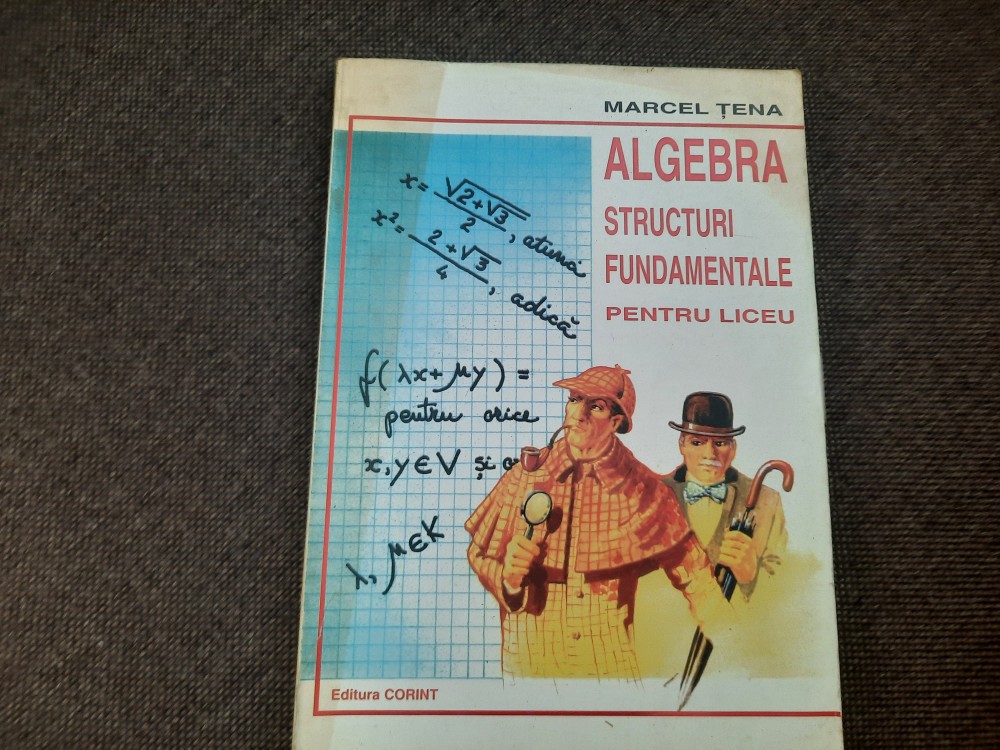 MARCEL ȚENA
ALGEBRA
STRUCTURI
FUNDAMENTALE
PENTRU LICEU
x = √(2+√3) / 2, atunci
x² = 2+√3 / 4, adică
f(λx+μy) =
pentru orice
x, y ∈ V și
λ, μ ∈ K
Editura CORINT